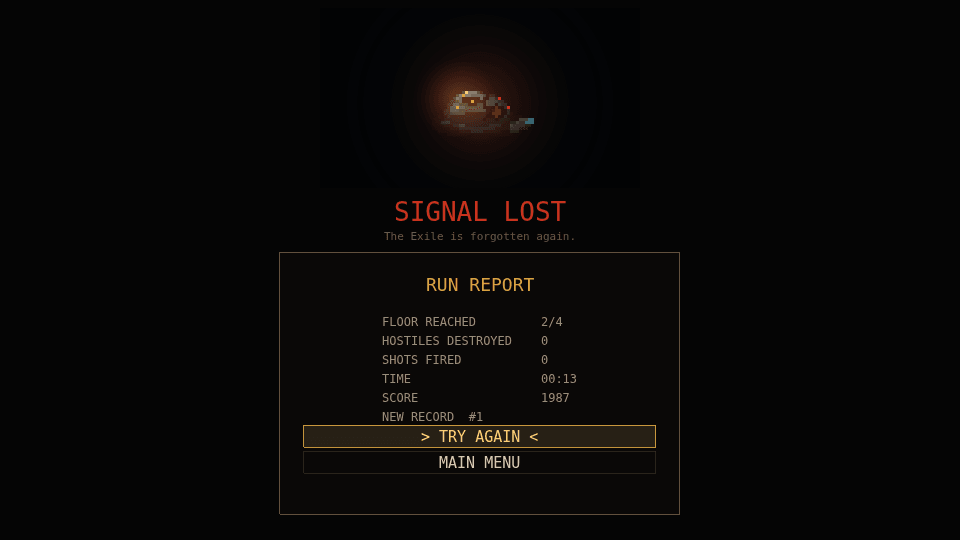 SIGNAL LOST
The Exile is forgotten again.
RUN REPORT
FLOOR REACHED 2/4
HOSTILES DESTROYED 0
SHOTS FIRED 0
TIME 00:13
SCORE 1987
NEW RECORD #1
> TRY AGAIN <
MAIN MENU